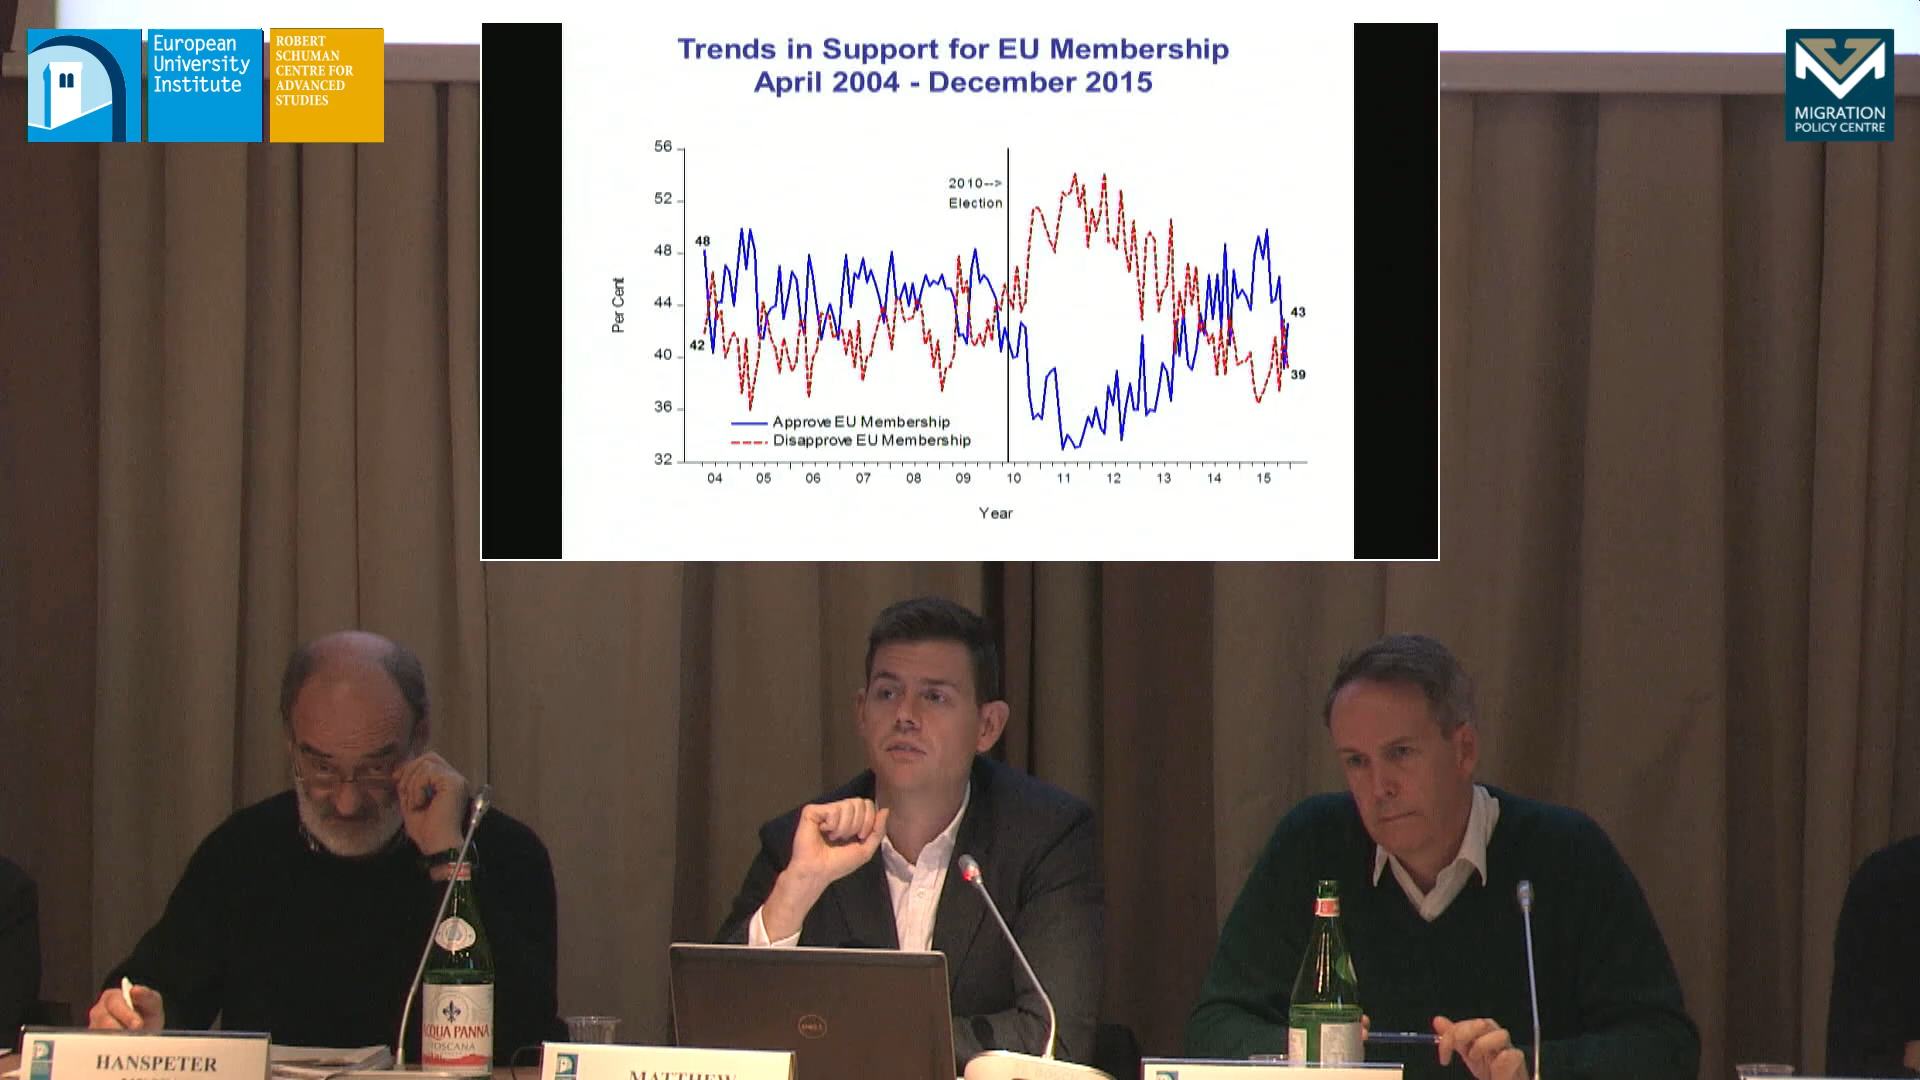 European
University
Institute
ROBERT
SCHUMAN
CENTRE FOR
ADVANCED
STUDIES
MIGRATION
POLICY CENTRE
Trends in Support for EU Membership
April 2004 - December 2015
Per Cent
56
52
48
44
40
36
32
48
42
2010-->
Election
43
39
Approve EU Membership
Disapprove EU Membership
04 05 06 07 08 09 10 11 12 13 14 15
Year
ACQUA PANNA
TOSCANA
DELL
HANSPETER
MATTHEW